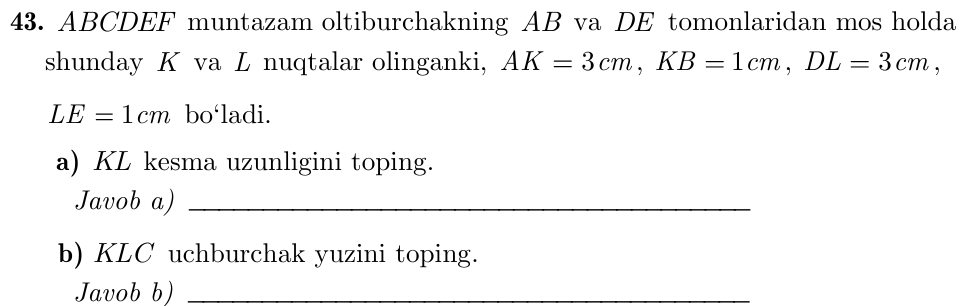 43. ABCDEF muntazam oltiburchakning AB va DE tomonlaridan mos holda
shunday K va L nuqtalar olinganki, AK = 3 cm, KB = 1 cm, DL = 3 cm,
LE = 1 cm bo‘ladi.
a) KL kesma uzunligini toping.
Javob a) ________________________________________
b) KLC uchburchak yuzini toping.
Javob b) ________________________________________